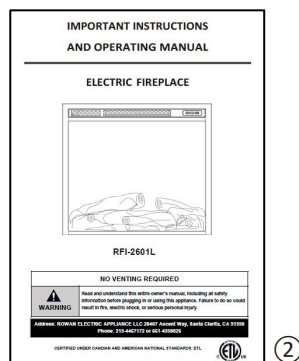 IMPORTANT INSTRUCTIONS
AND OPERATING MANUAL
ELECTRIC FIREPLACE
RFI-2601L
NO VENTING REQUIRED
WARNING
Read and understand this entire owner's manual, including all safety
information before plugging in or using this appliance. Failure to do so could
result in fire, electric shock, or serious personal injury.
Address: ROWAN ELECTRIC APPLIANCE LLC 28407 Ascent Way, Santa Clarita, CA 91350
Phone: 213-4467172 or 661-4358826
CERTIFIED UNDER CANDIAN AND AMERICAN NATIONAL STANDARDS: ETL
c ETL us
②